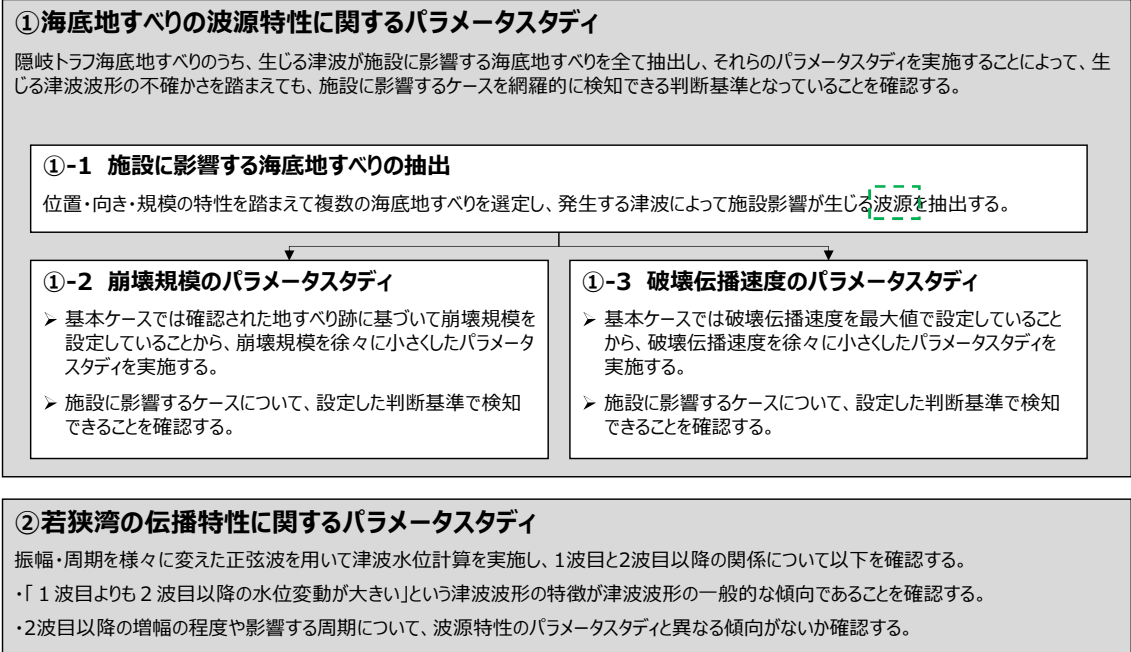 ①海底地すべりの波源特性に関するパラメータスタディ
隠岐トラフ海底地すべりのうち、生じる津波が施設に影響する海底地すべりを全て抽出し、それらのパラメータスタディを実施することによって、生
じる津波波形の不確かさを踏まえても、施設に影響するケースを網羅的に検知できる判断基準となっていることを確認する。
①-1 施設に影響する海底地すべりの抽出
位置・向き・規模の特性を踏まえて複数の海底地すべりを選定し、発生する津波によって施設影響が生じる波源を抽出する。
①-2 崩壊規模のパラメータスタディ
➢ 基本ケースでは確認された地すべり跡に基づいて崩壊規模を
設定していることから、崩壊規模を徐々に小さくしたパラメータ
スタディを実施する。
➢ 施設に影響するケースについて、設定した判断基準で検知
できることを確認する。
①-3 破壊伝播速度のパラメータスタディ
➢ 基本ケースでは破壊伝播速度を最大値で設定していること
から、破壊伝播速度を徐々に小さくしたパラメータスタディを
実施する。
➢ 施設に影響するケースについて、設定した判断基準で検知
できることを確認する。
②若狭湾の伝播特性に関するパラメータスタディ
振幅・周期を様々に変えた正弦波を用いて津波水位計算を実施し、1波目と2波目以降の関係について以下を確認する。
・「１波目よりも２波目以降の水位変動が大きい」という津波波形の特徴が津波波形の一般的な傾向であることを確認する。
・2波目以降の増幅の程度や影響する周期について、波源特性のパラメータスタディと異なる傾向がないか確認する。